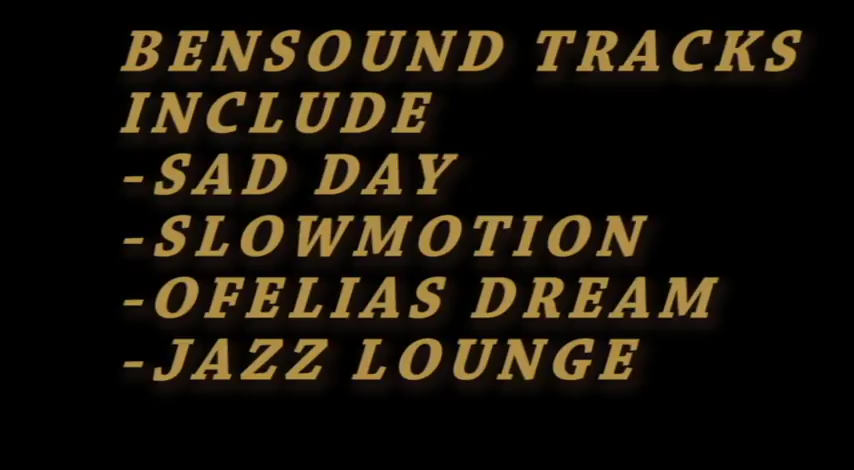 BENSOUND TRACKS
INCLUDE
-SAD DAY
-SLOWMOTION
-OFELIAS DREAM
-JAZZ LOUNGE